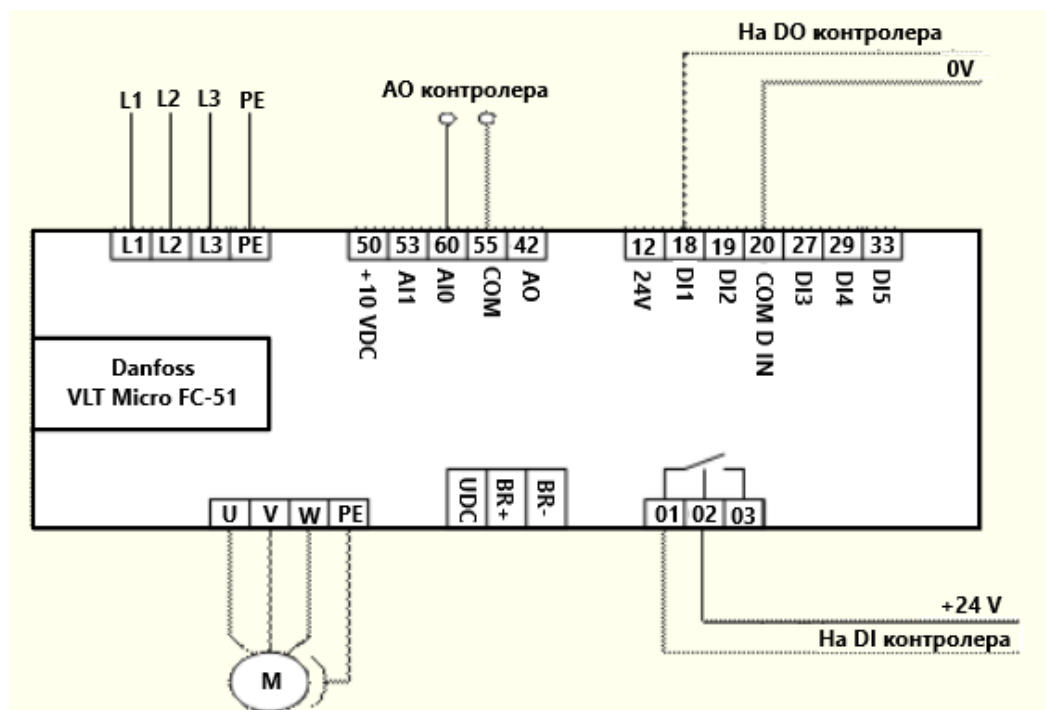 На DO контролера
0V
L1 L2 L3 PE
АО контролера
L1 L2 L3 PE
50 53 60 55 42
12 18 19 20 27 29 33
+10 VDC
AI1
AI0
COM
AO
24V
DI1
DI2
COM D IN
DI3
DI4
DI5
Danfoss
VLT Micro FC-51
U V W PE
UDC
BR+
BR-
01 02 03
+24 V
На DI контролера
M